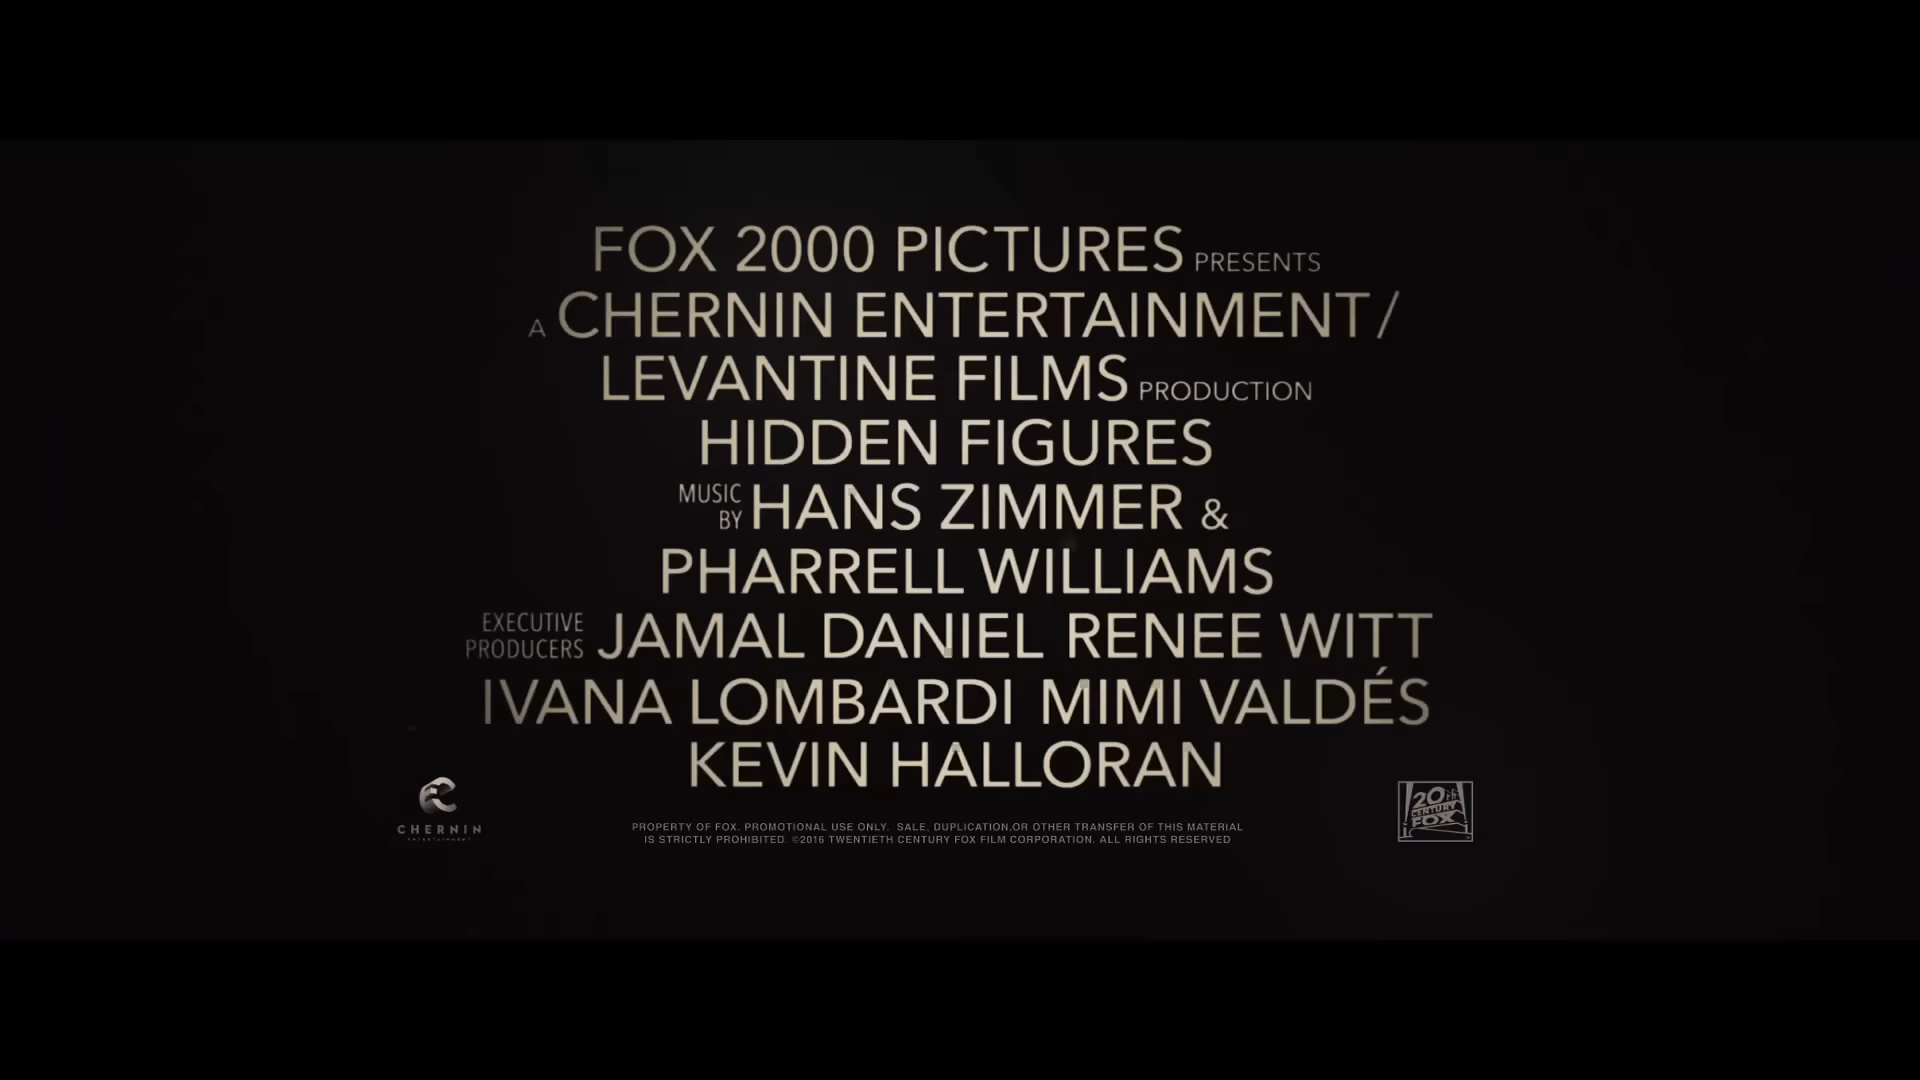 FOX 2000 PICTURES PRESENTS
A CHERNIN ENTERTAINMENT /
LEVANTINE FILMS PRODUCTION
HIDDEN FIGURES
MUSIC BY HANS ZIMMER &
PHARRELL WILLIAMS
EXECUTIVE PRODUCERS JAMAL DANIEL RENEE WITT
IVANA LOMBARDI MIMI VALDÉS
KEVIN HALLORAN
CHERNIN
ENTERTAINMENT
PROPERTY OF FOX. PROMOTIONAL USE ONLY. SALE, DUPLICATION,OR OTHER TRANSFER OF THIS MATERIAL
IS STRICTLY PROHIBITED. ©2016 TWENTIETH CENTURY FOX FILM CORPORATION. ALL RIGHTS RESERVED
20th
CENTURY
FOX